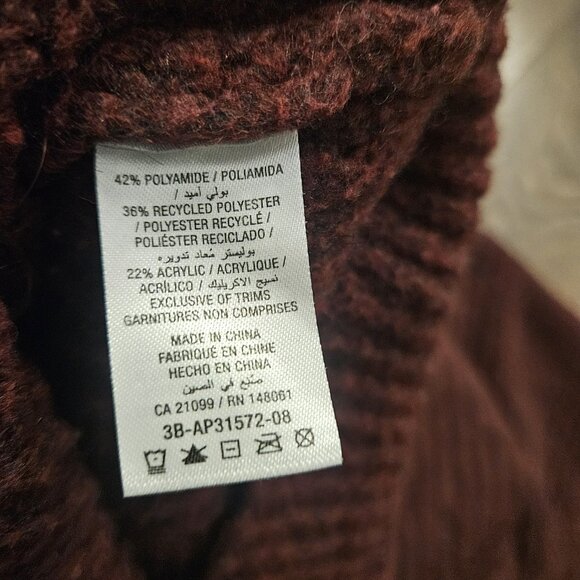 42% POLYAMIDE / POLIAMIDA
/ بولي أميد
36% RECYCLED POLYESTER
/ POLYESTER RECYCLÉ /
POLIÉSTER RECICLADO /
بوليستر مُعاد تدويره
22% ACRYLIC / ACRYLIQUE /
ACRÍLICO / نسيج الاكريليك
EXCLUSIVE OF TRIMS
GARNITURES NON COMPRISES
MADE IN CHINA
FABRIQUÉ EN CHINE
HECHO EN CHINA
صنع في الصين
CA 21099 / RN 148061
3B-AP31572-08